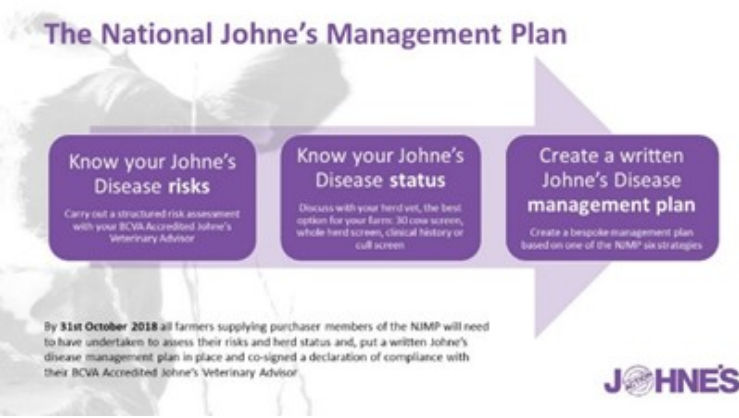 The National Johne's Management Plan
Know your Johne's
Disease risks
Carry out a structured risk assessment
with your BCVA Accredited Johne's
Veterinary Advisor
Know your Johne's
Disease status
Discuss with your herd vet, the best
option for your farm: 30 cow screen,
whole herd screen, clinical history or
cull screen
Create a written
Johne's Disease
management plan
Create a bespoke management plan
based on one of the NJMP six strategies
By 31st October 2018 all farmers supplying purchaser members of the NJMP will need
to have undertaken to assess their risks and herd status and, put a written Johne's
disease management plan in place and co-signed a declaration of compliance with
their BCVA Accredited Johne's Veterinary Advisor
JOHNE'S